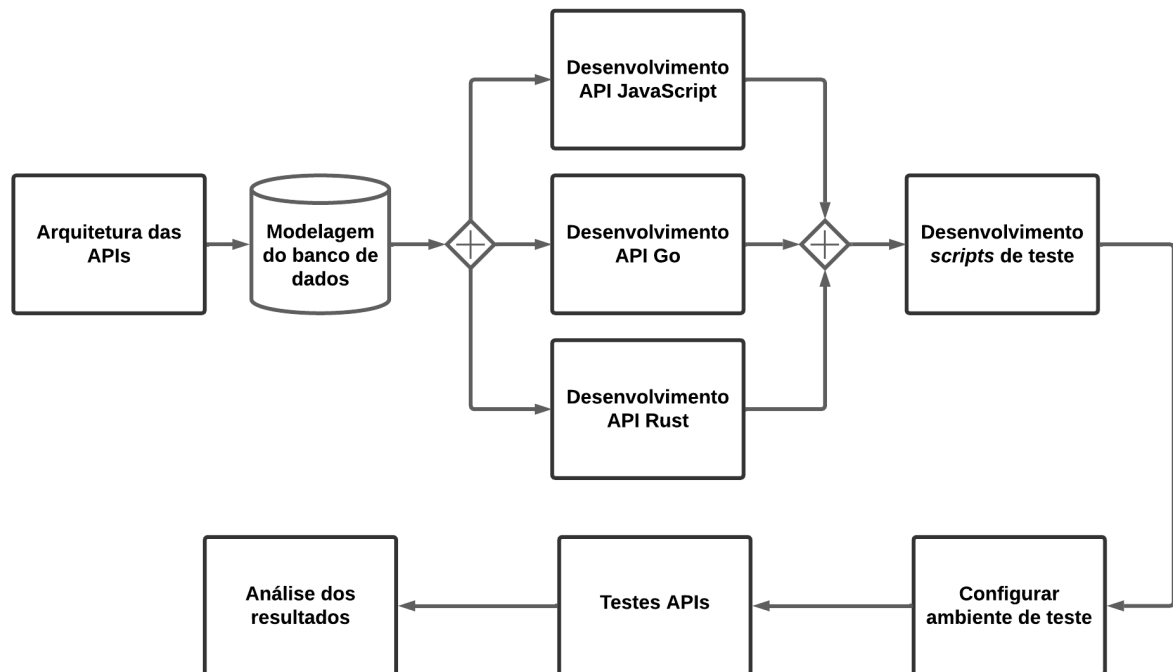 Arquitetura das
APIs
Modelagem
do banco de
dados
Desenvolvimento
API JavaScript
Desenvolvimento
API Go
Desenvolvimento
API Rust
Desenvolvimento
scripts de teste
Configurar
ambiente de teste
Testes APIs
Análise dos
resultados